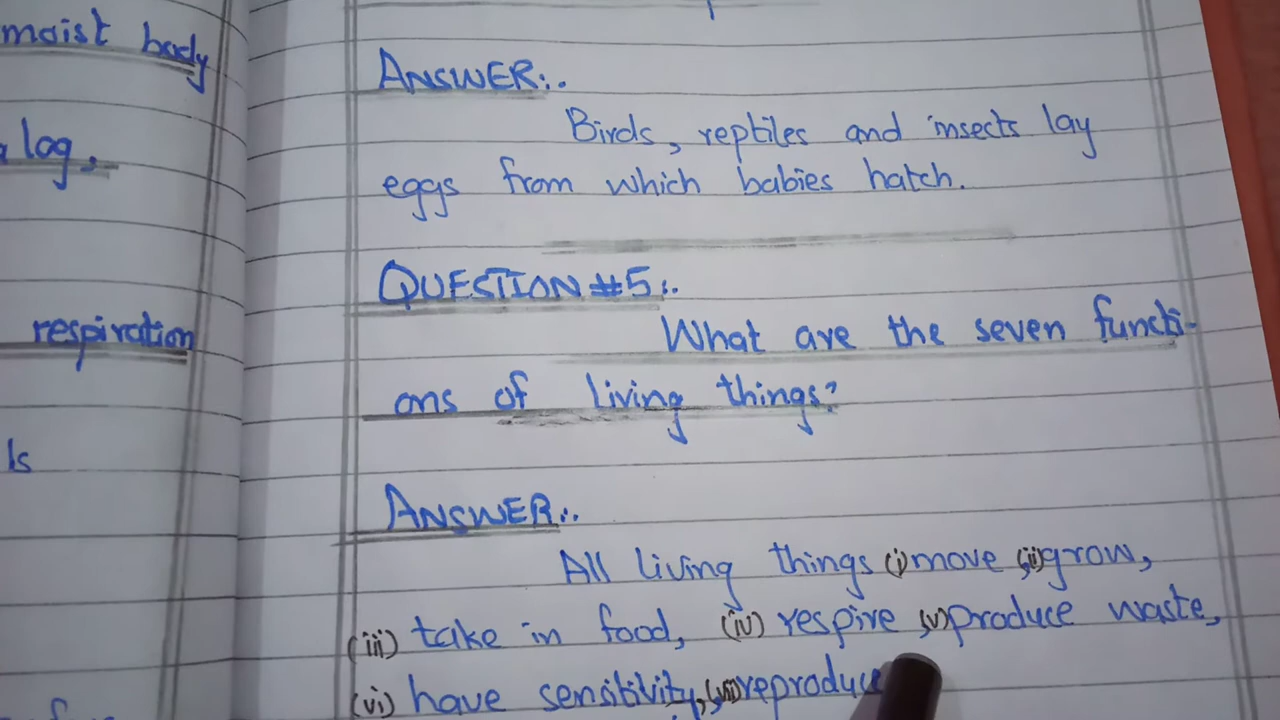 moist body
log.
respiration
ls
ANSWER:.
Birds, reptiles and insects lay
eggs from which babies hatch.
QUESTION #5:.
What are the seven functi-
ons of living things?
ANSWER:.
All living things (i) move (ii) grow,
(iii) take in food, (iv) respire (v) produce waste,
(vi) have sensitivity, (vii) reproduce